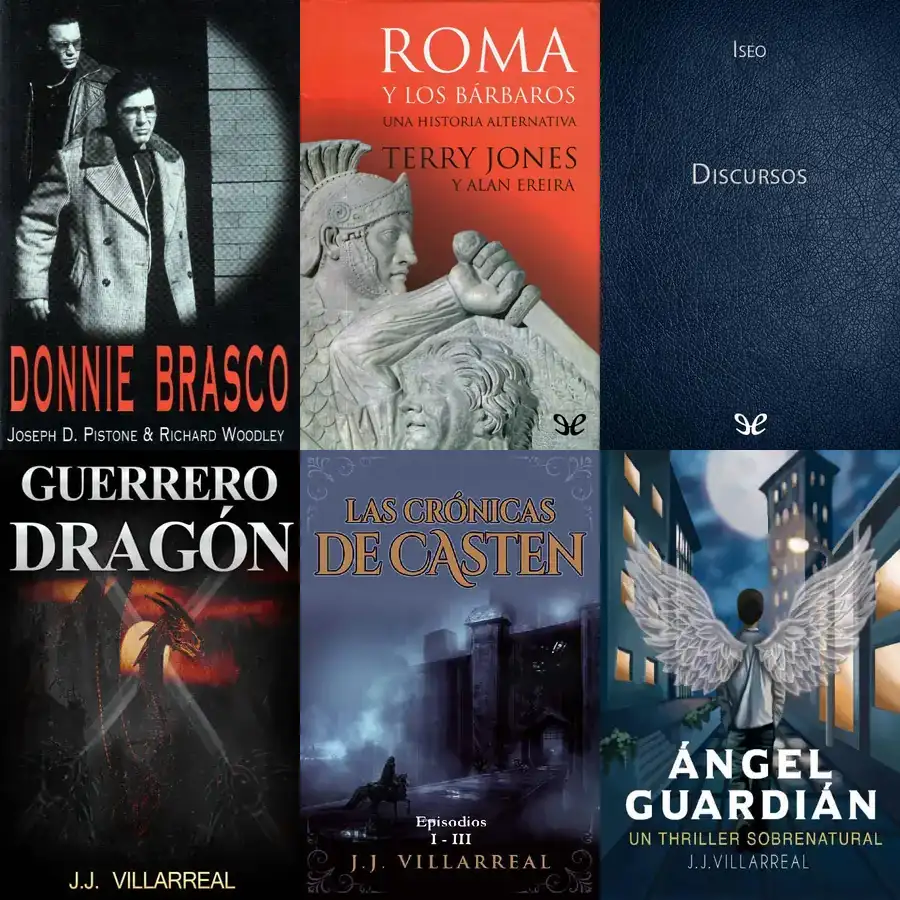 DONNIE BRASCO
JOSEPH D. PISTONE & RICHARD WOODLEY
ROMA
Y LOS BÁRBAROS
UNA HISTORIA ALTERNATIVA
TERRY JONES
Y ALAN EREIRA
ISEO
DISCURSOS
GUERRERO
DRAGÓN
J.J. VILLARREAL
LAS CRÓNICAS
DE CASTEN
Episodios
I - III
J.J. VILLARREAL
ÁNGEL
GUARDIÁN
UN THRILLER SOBRENATURAL
J.J.VILLARREAL